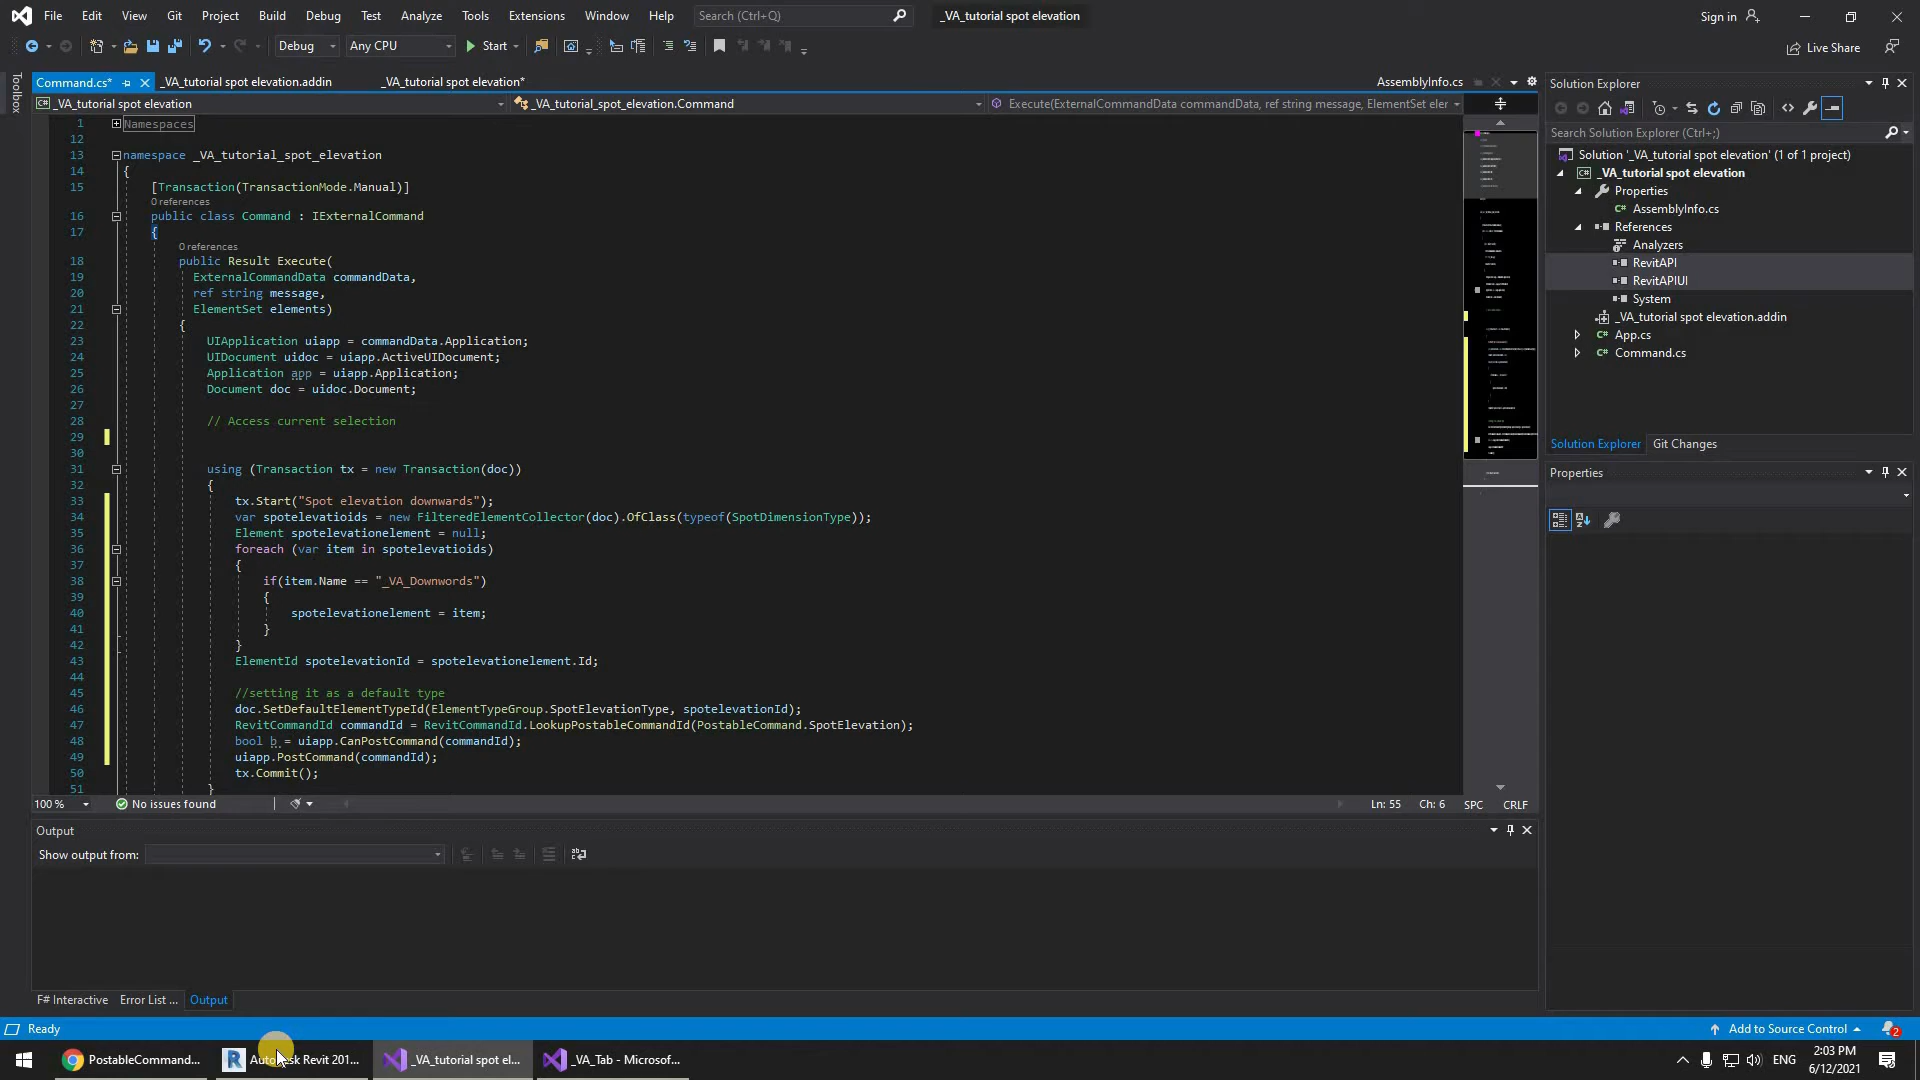 File Edit View Git Project Build Debug Test Analyze Tools Extensions Window Help Search (Ctrl+Q) _VA_tutorial spot elevation Sign in
Debug Any CPU Start Live Share
Command.cs* _VA_tutorial spot elevation.addin _VA_tutorial spot elevation* AssemblyInfo.cs
_VA_tutorial spot elevation _VA_tutorial_spot_elevation.Command Execute(ExternalCommandData commandData, ref string message, ElementSet eler
1 Namespaces
12
13 namespace _VA_tutorial_spot_elevation
14 {
15 [Transaction(TransactionMode.Manual)]
0 references
16 public class Command : IExternalCommand
17 {
0 references
18 public Result Execute(
19 ExternalCommandData commandData,
20 ref string message,
21 ElementSet elements)
22 {
23 UIApplication uiapp = commandData.Application;
24 UIDocument uidoc = uiapp.ActiveUIDocument;
25 Application app = uiapp.Application;
26 Document doc = uidoc.Document;
27
28 // Access current selection
29
30
31 using (Transaction tx = new Transaction(doc))
32 {
33 tx.Start("Spot elevation downwards");
34 var spotelevatioids = new FilteredElementCollector(doc).OfClass(typeof(SpotDimensionType));
35 Element spotelevationelement = null;
36 foreach (var item in spotelevatioids)
37 {
38 if(item.Name == "_VA_Downwords")
39 {
40 spotelevationelement = item;
41 }
42 }
43 ElementId spotelevationId = spotelevationelement.Id;
44
45 //setting it as a default type
46 doc.SetDefaultElementTypeId(ElementTypeGroup.SpotElevationType, spotelevationId);
47 RevitCommandId commandId = RevitCommandId.LookupPostableCommandId(PostableCommand.SpotElevation);
48 bool b = uiapp.CanPostCommand(commandId);
49 uiapp.PostCommand(commandId);
50 tx.Commit();
51 }
100 % No issues found Ln: 55 Ch: 6 SPC CRLF
Output
Show output from:
F# Interactive Error List ... Output
Toolbox
Solution Explorer
Search Solution Explorer (Ctrl+;)
Solution '_VA_tutorial spot elevation' (1 of 1 project)
_VA_tutorial spot elevation
Properties
AssemblyInfo.cs
References
Analyzers
RevitAPI
RevitAPIUI
System
_VA_tutorial spot elevation.addin
App.cs
Command.cs
Solution Explorer Git Changes
Properties
Ready Add to Source Control 2
PostableCommand... Autodesk Revit 201... _VA_tutorial spot el... _VA_Tab - Microsof... ENG 2:03 PM
6/12/2021